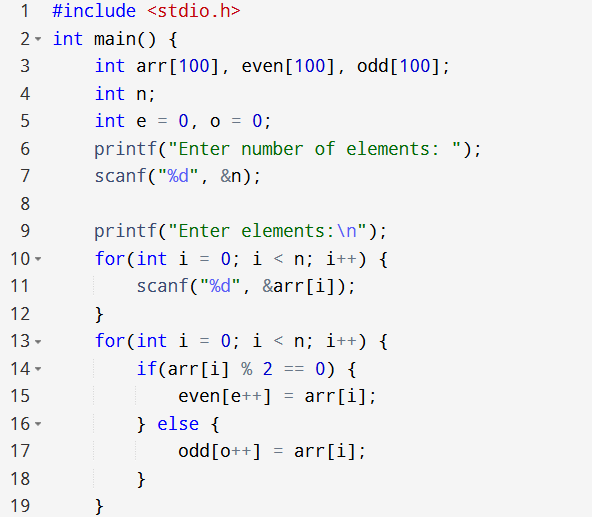 1 #include <stdio.h>
2 int main() {
3     int arr[100], even[100], odd[100];
4     int n;
5     int e = 0, o = 0;
6     printf("Enter number of elements: ");
7     scanf("%d", &n);
8
9     printf("Enter elements:\n");
10     for(int i = 0; i < n; i++) {
11         scanf("%d", &arr[i]);
12     }
13     for(int i = 0; i < n; i++) {
14         if(arr[i] % 2 == 0) {
15             even[e++] = arr[i];
16         } else {
17             odd[o++] = arr[i];
18         }
19     }